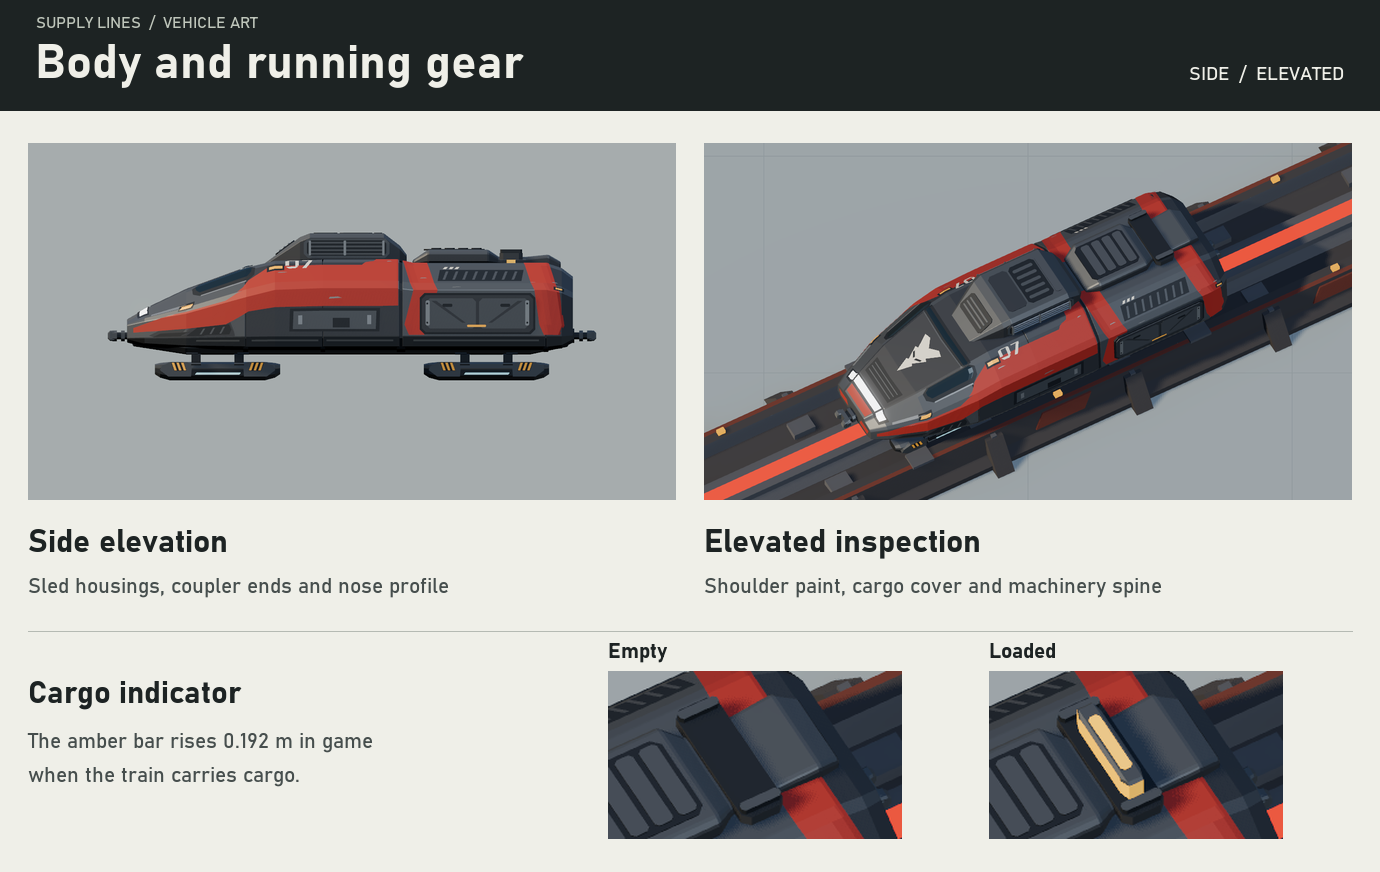 SUPPLY LINES / VEHICLE ART
Body and running gear
SIDE / ELEVATED
07
07
07
Side elevation
Sled housings, coupler ends and nose profile
Elevated inspection
Shoulder paint, cargo cover and machinery spine
Cargo indicator
The amber bar rises 0.192 m in game
when the train carries cargo.
Empty
Loaded